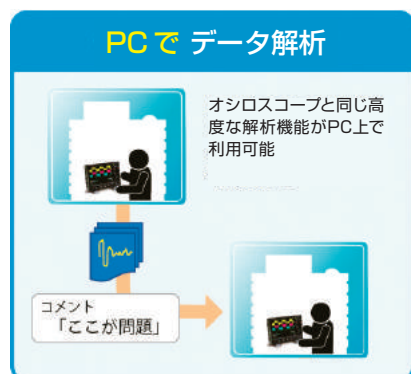 PCで データ解析
オシロスコープと同じ高
度な解析機能がPC上で
利用可能
コメント
「ここが問題」